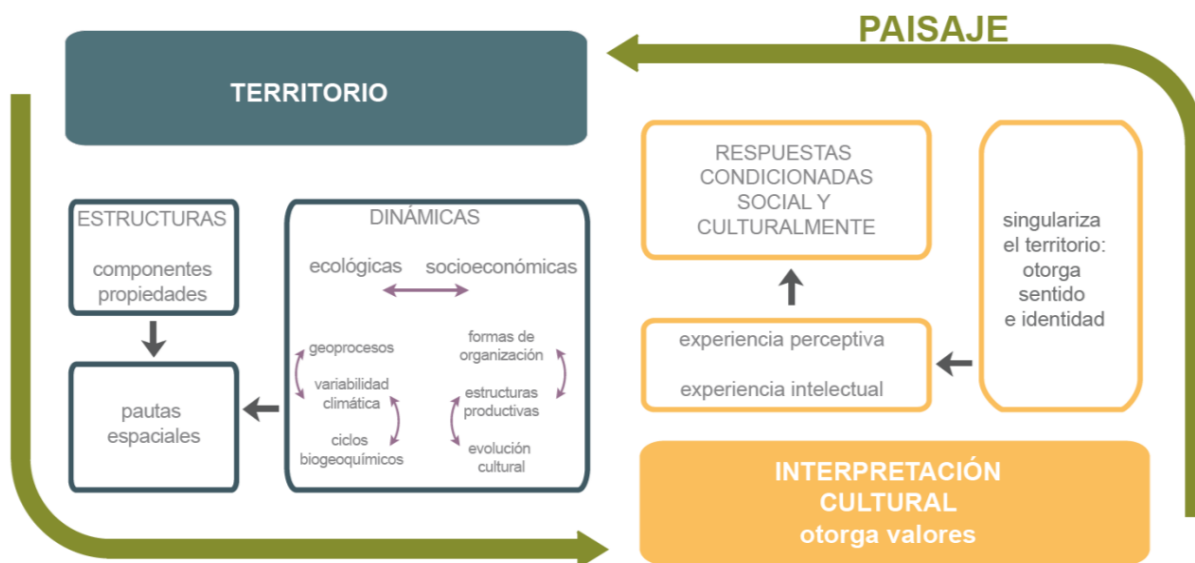 PAISAJE
TERRITORIO
ESTRUCTURAS
componentes
propiedades
pautas
espaciales
DINÁMICAS
ecológicas
socioeconómicas
geoprocesos
variabilidad
climática
ciclos
biogeoquímicos
formas de
organización
estructuras
productivas
evolución
cultural
RESPUESTAS
CONDICIONADAS
SOCIAL Y
CULTURALMENTE
experiencia perceptiva
experiencia intelectual
singulariza
el territorio:
otorga
sentido
e identidad
INTERPRETACIÓN
CULTURAL
otorga valores